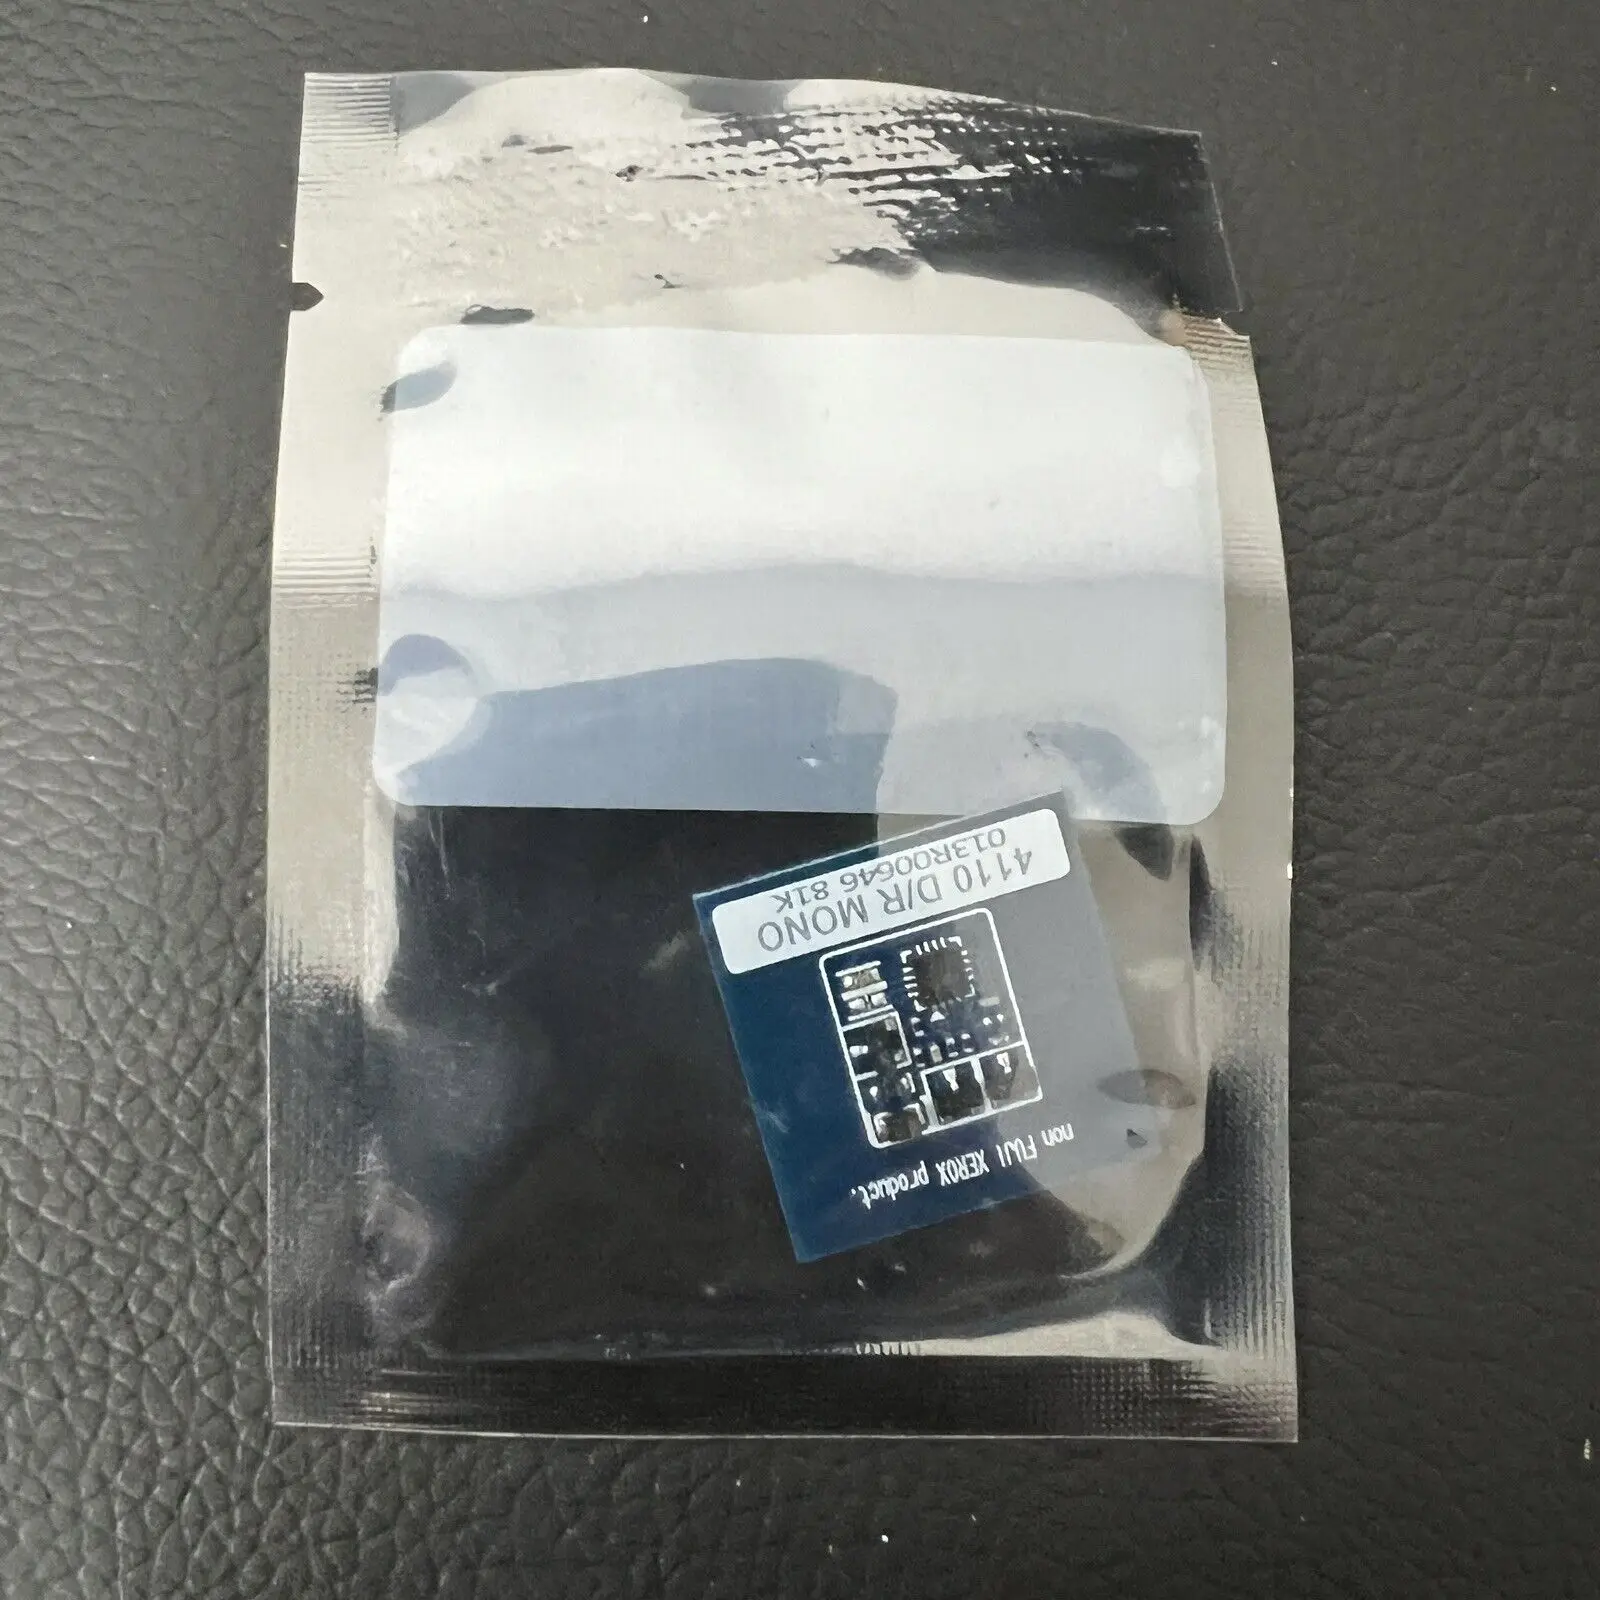 4110 D/R MONO
013R00646 81K
non FUJI XEROX product.